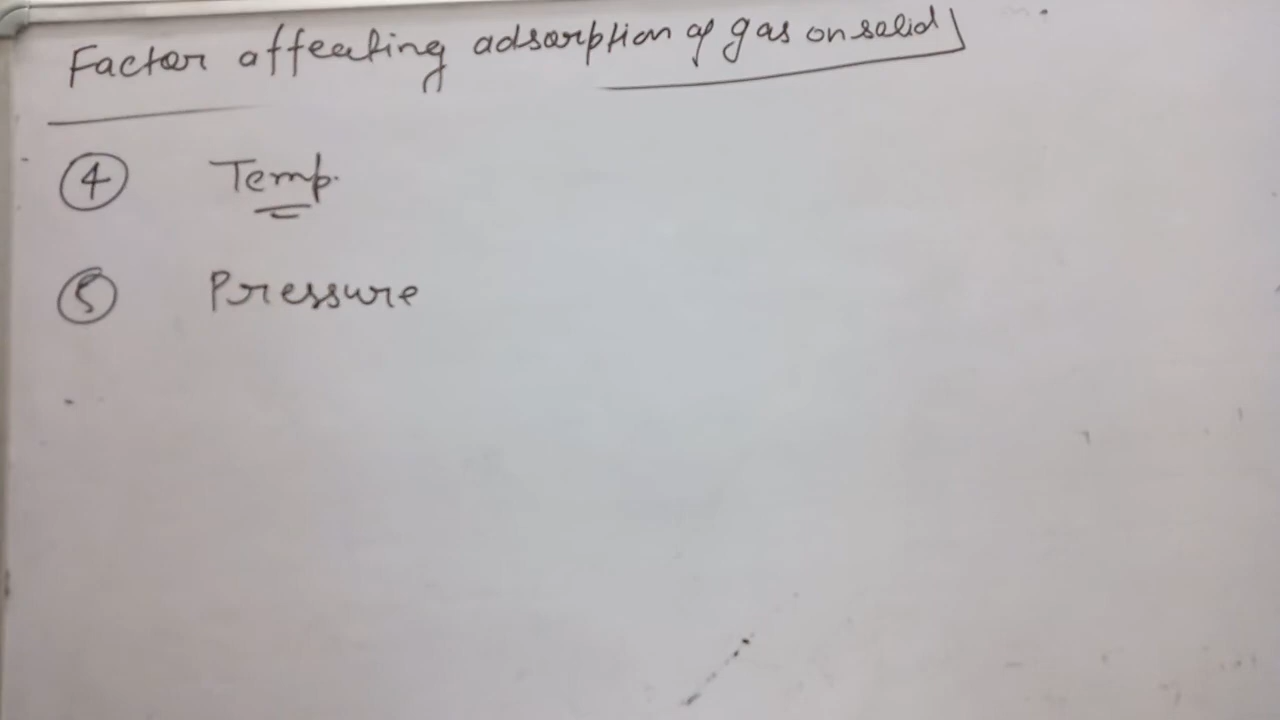 Factor affecting adsorption of gas on solid
④ Temp.
⑤ Pressure